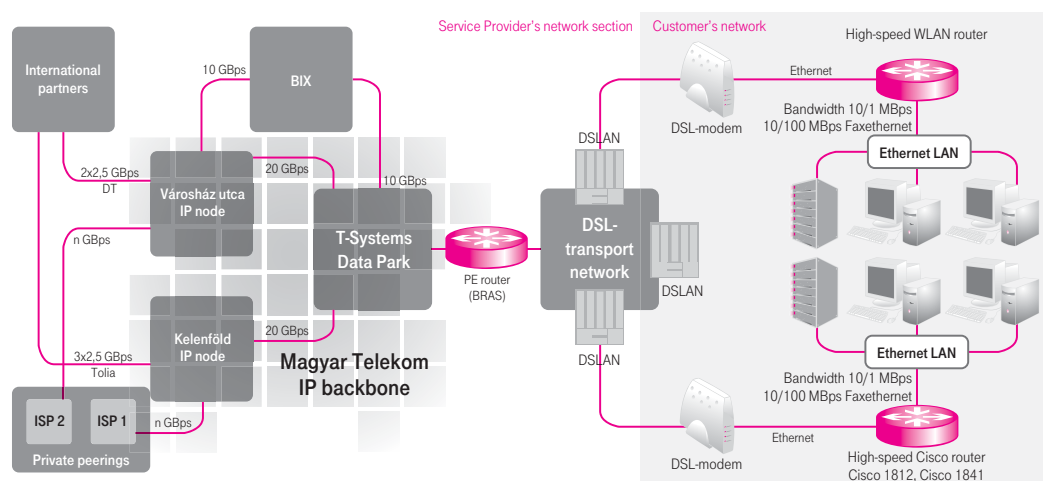 Service Provider's network section
Customer's network
International
partners
10 GBps
BIX
2x2,5 GBps
DT
Városház utca
IP node
20 GBps
10 GBps
n GBps
T-Systems
Data Park
PE router
(BRAS)
Kelenföld
IP node
20 GBps
3x2,5 GBps
Tolia
Magyar Telekom
IP backbone
ISP 2
ISP 1
n GBps
Private peerings
DSLAN
DSL-
transport
network
DSLAN
DSLAN
DSL-modem
Ethernet
High-speed WLAN router
Bandwidth 10/1 MBps
10/100 MBps Faxethernet
Ethernet LAN
Ethernet LAN
Bandwidth 10/1 MBps
10/100 MBps Faxethernet
DSL-modem
Ethernet
High-speed Cisco router
Cisco 1812, Cisco 1841